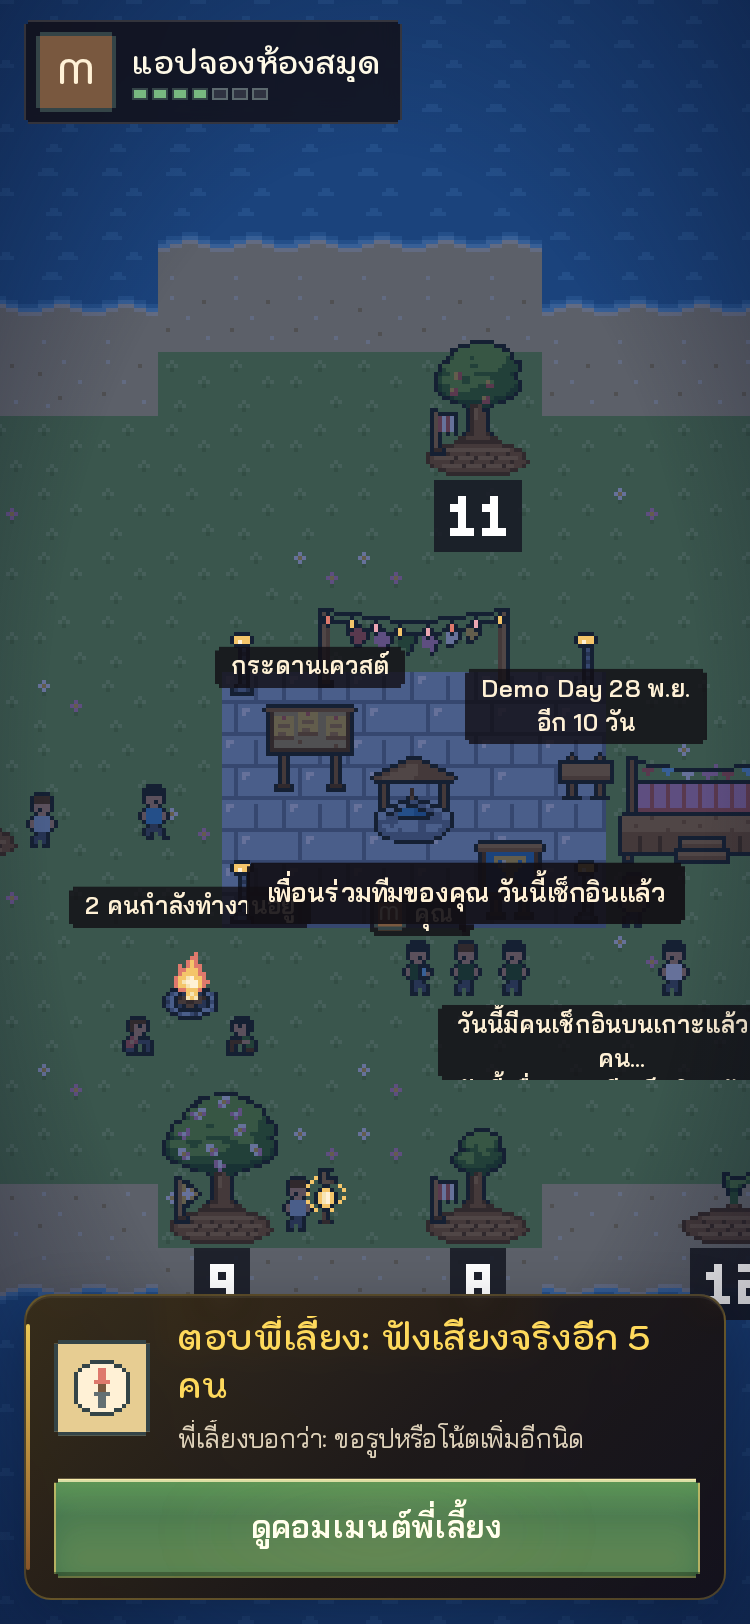 ฑ แอปจองห้องสมุด
11
กระดานเควสต์
Demo Day 28 พ.ย.
อีก 10 วัน
2 คนกำลังทำงานอยู่
เพื่อนร่วมทีมของคุณ วันนี้เช็กอินแล้ว
คุณ
วันนี้มีคนเช็กอินบนเกาะแล้ว
คน...
9
8
12
ตอบพี่เลี้ยง: ฟังเสียงจริงอีก 5
คน
พี่เลี้ยงบอกว่า: ขอรูปหรือโน้ตเพิ่มอีกนิด
ดูคอมเมนต์พี่เลี้ยง